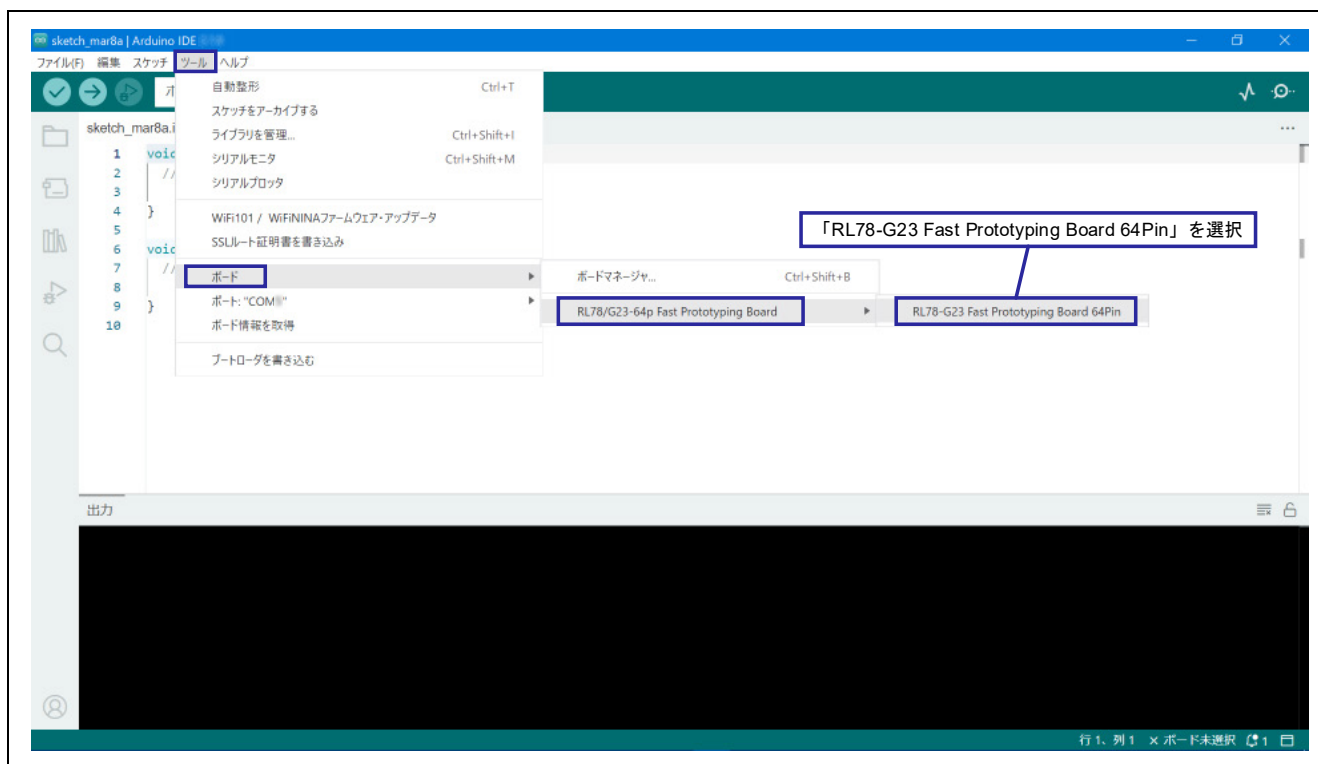 sketch_mar8a | Arduino IDE
ファイル(F) 編集 スケッチ ツール ヘルプ
自動整形 Ctrl+T
スケッチをアーカイブする
ライブラリを管理... Ctrl+Shift+I
シリアルモニタ Ctrl+Shift+M
シリアルプロッタ
WiFi101 / WiFiNINAファームウェア・アップデータ
SSLルート証明書を書き込み
ボード
ポート: "COM "
ボード情報を取得
ブートローダを書き込む
ボードマネージャ... Ctrl+Shift+B
RL78/G23-64p Fast Prototyping Board
RL78-G23 Fast Prototyping Board 64Pin
「RL78-G23 Fast Prototyping Board 64Pin」を選択
sketch_mar8a.i
1 voic
2 //
3
4 }
5
6 voic
7 //
8
9 }
10
出力
行 1、列 1 × ボード未選択 1